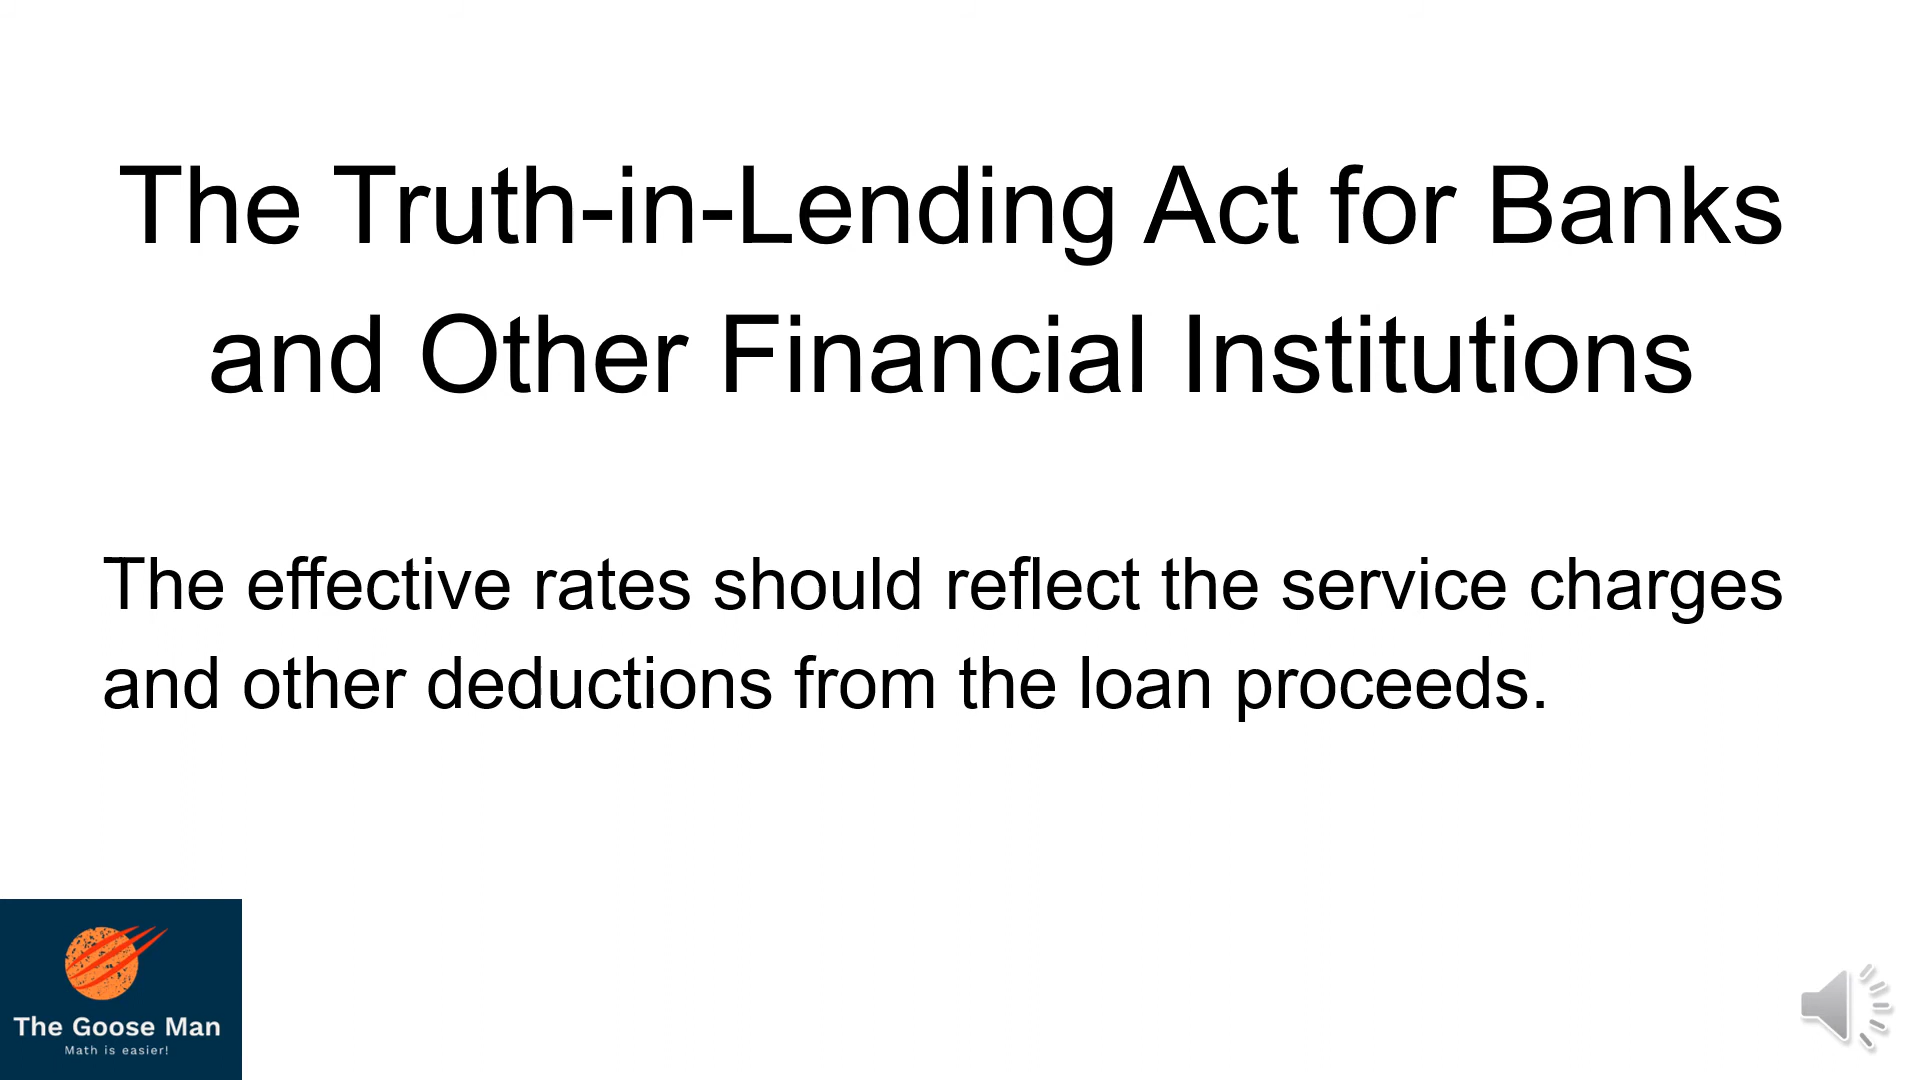 The Truth-in-Lending Act for Banks
and Other Financial Institutions
The effective rates should reflect the service charges
and other deductions from the loan proceeds.
The Goose Man
Math is easier!